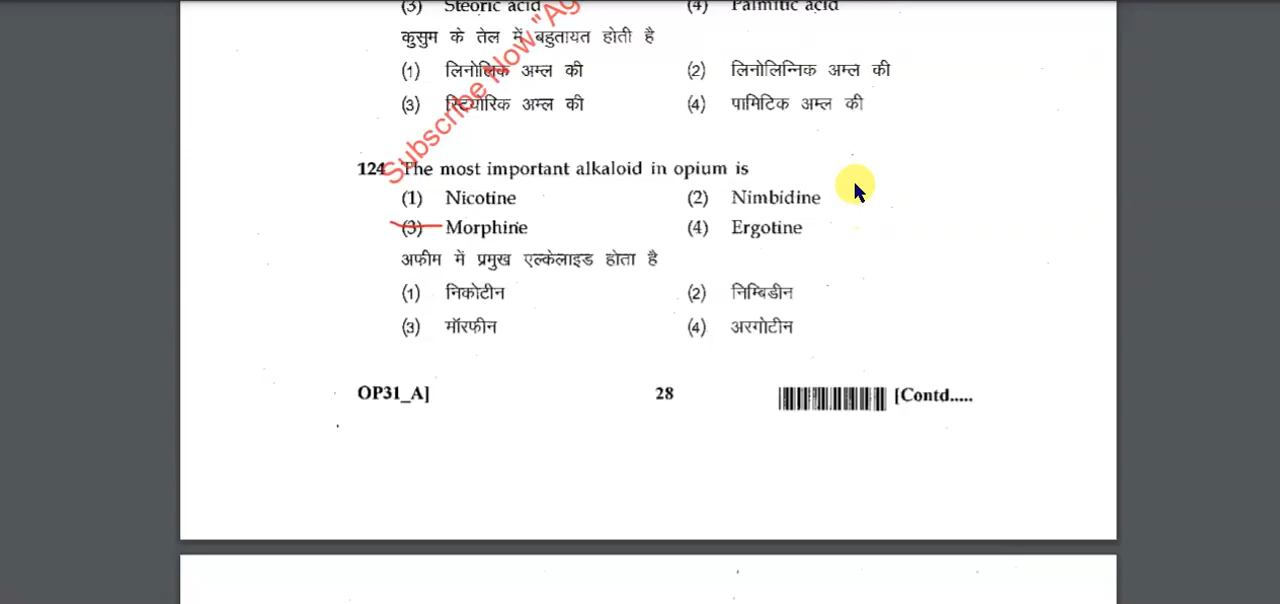 (3) Steoric acid (4) Palmitic acid
कुसुम के तेल में बहुतायत होती है
(1) लिनोलिक अम्ल की (2) लिनोलिन्निक अम्ल की
(3) स्टियोरिक अम्ल की (4) पामिटिक अम्ल की
Subscribe Now "Ag
124 The most important alkaloid in opium is
(1) Nicotine (2) Nimbidine
(3) Morphine (4) Ergotine
अफीम में प्रमुख एल्केलाइड होता है
(1) निकोटीन (2) निम्बिडीन
(3) मॉरफीन (4) अरगोटीन
OP31_A] 28 [Contd.....